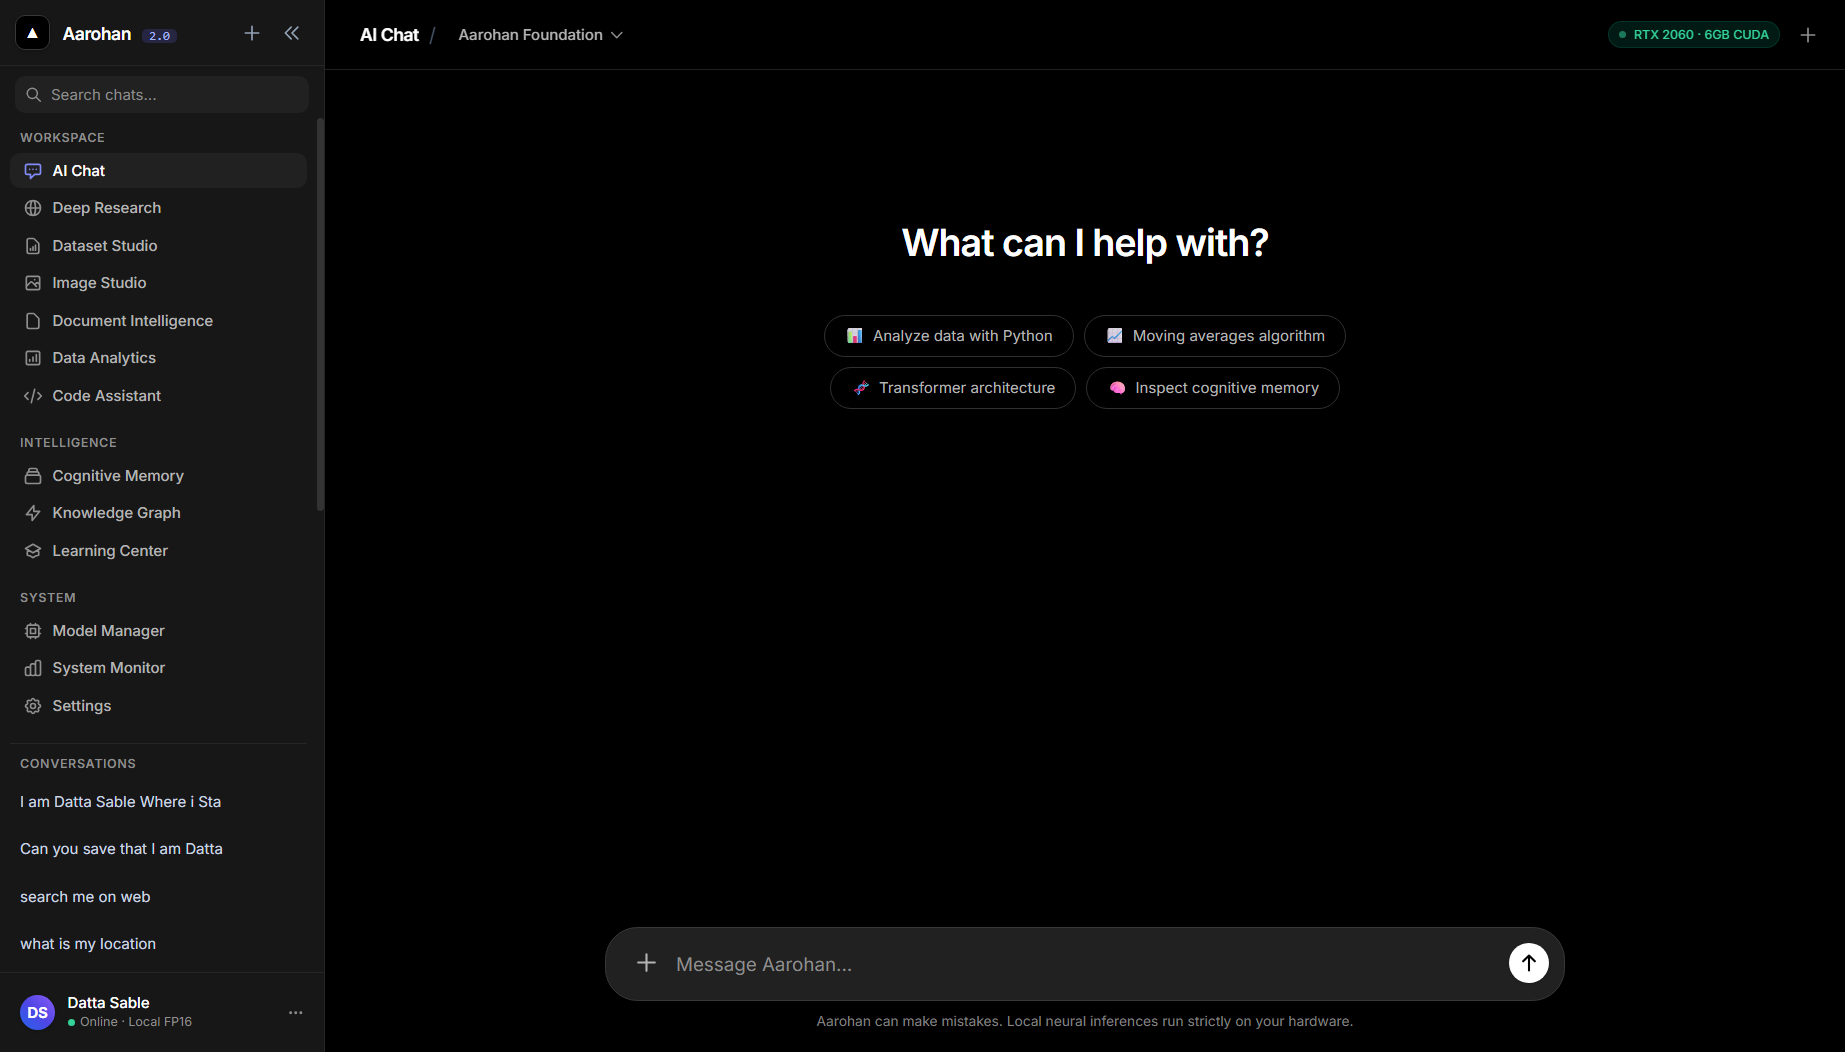 Aarohan 2.0
Search chats...
WORKSPACE
AI Chat
Deep Research
Dataset Studio
Image Studio
Document Intelligence
Data Analytics
Code Assistant
INTELLIGENCE
Cognitive Memory
Knowledge Graph
Learning Center
SYSTEM
Model Manager
System Monitor
Settings
CONVERSATIONS
I am Datta Sable Where i Sta
Can you save that I am Datta
search me on web
what is my location
DS
Datta Sable
Online · Local FP16
AI Chat / Aarohan Foundation
RTX 2060 · 6GB CUDA
What can I help with?
Analyze data with Python
Moving averages algorithm
Transformer architecture
Inspect cognitive memory
Message Aarohan...
Aarohan can make mistakes. Local neural inferences run strictly on your hardware.